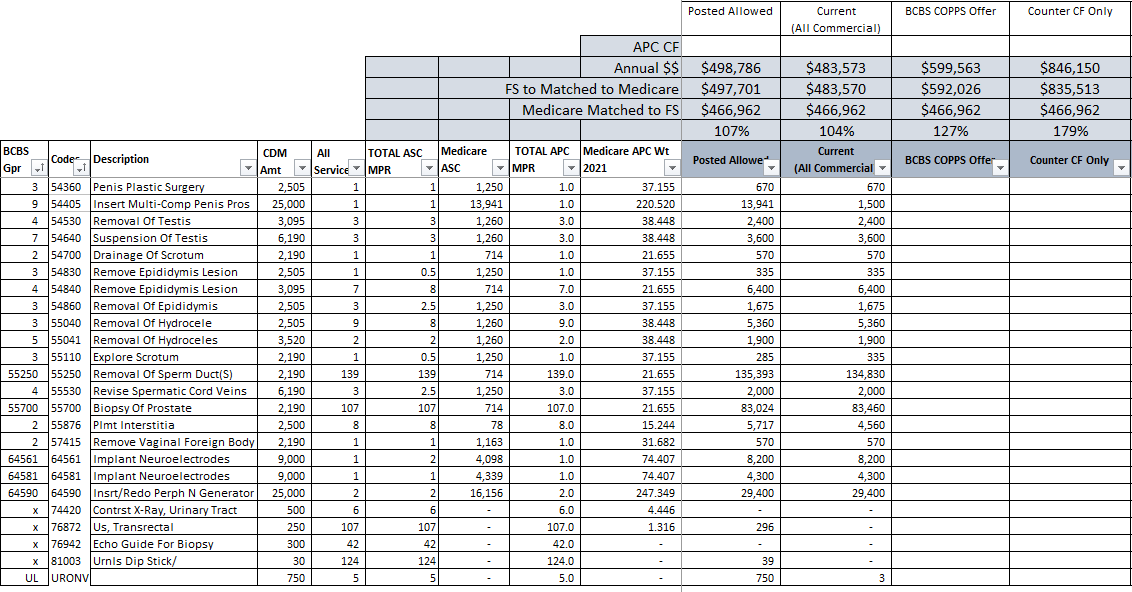 Posted Allowed Current BCBS COPPS Offer Counter CF Only
(All Commercial)
APC CF
Annual $$ $498,786 $483,573 $599,563 $846,150
FS to Matched to Medicare $497,701 $483,570 $592,026 $835,513
Medicare Matched to FS $466,962 $466,962 $466,962 $466,962
107% 104% 127% 179%
BCBS Gpr Code Description CDM Amt All Service TOTAL ASC MPR Medicare ASC TOTAL APC MPR Medicare APC Wt 2021 Posted Allowe Current (All Commercial BCBS COPPS Offe Counter CF Only
3 54360 Penis Plastic Surgery 2,505 1 1 1,250 1.0 37.155 670 670
9 54405 Insert Multi-Comp Penis Pros 25,000 1 1 13,941 1.0 220.520 13,941 1,500
4 54530 Removal Of Testis 3,095 3 3 1,260 3.0 38.448 2,400 2,400
7 54640 Suspension Of Testis 6,190 3 3 1,260 3.0 38.448 3,600 3,600
2 54700 Drainage Of Scrotum 2,190 1 1 714 1.0 21.655 570 570
3 54830 Remove Epididymis Lesion 2,505 1 0.5 1,250 1.0 37.155 335 335
4 54840 Remove Epididymis Lesion 3,095 7 8 714 7.0 21.655 6,400 6,400
3 54860 Removal Of Epididymis 2,505 3 2.5 1,250 3.0 37.155 1,675 1,675
3 55040 Removal Of Hydrocele 2,505 9 8 1,260 9.0 38.448 5,360 5,360
5 55041 Removal Of Hydroceles 3,520 2 2 1,260 2.0 38.448 1,900 1,900
3 55110 Explore Scrotum 2,190 1 0.5 1,250 1.0 37.155 285 335
55250 55250 Removal Of Sperm Duct(S) 2,190 139 139 714 139.0 21.655 135,393 134,830
4 55530 Revise Spermatic Cord Veins 6,190 3 2.5 1,250 3.0 37.155 2,000 2,000
55700 55700 Biopsy Of Prostate 2,190 107 107 714 107.0 21.655 83,024 83,460
2 55876 Plmt Interstitia 2,500 8 8 78 8.0 15.244 5,717 4,560
2 57415 Remove Vaginal Foreign Body 2,190 1 1 1,163 1.0 31.682 570 570
64561 64561 Implant Neuroelectrodes 9,000 1 2 4,098 1.0 74.407 8,200 8,200
64581 64581 Implant Neuroelectrodes 9,000 1 1 4,339 1.0 74.407 4,300 4,300
64590 64590 Insrt/Redo Perph N Generator 25,000 2 2 16,156 2.0 247.349 29,400 29,400
x 74420 Contrst X-Ray, Urinary Tract 500 6 6 - 6.0 4.446 - -
x 76872 Us, Transrectal 250 107 107 - 107.0 1.316 296 -
x 76942 Echo Guide For Biopsy 300 42 42 - 42.0 - - -
x 81003 Urnls Dip Stick/ 30 124 124 - 124.0 - 39 -
UL URONV 750 5 5 - 5.0 - 750 3